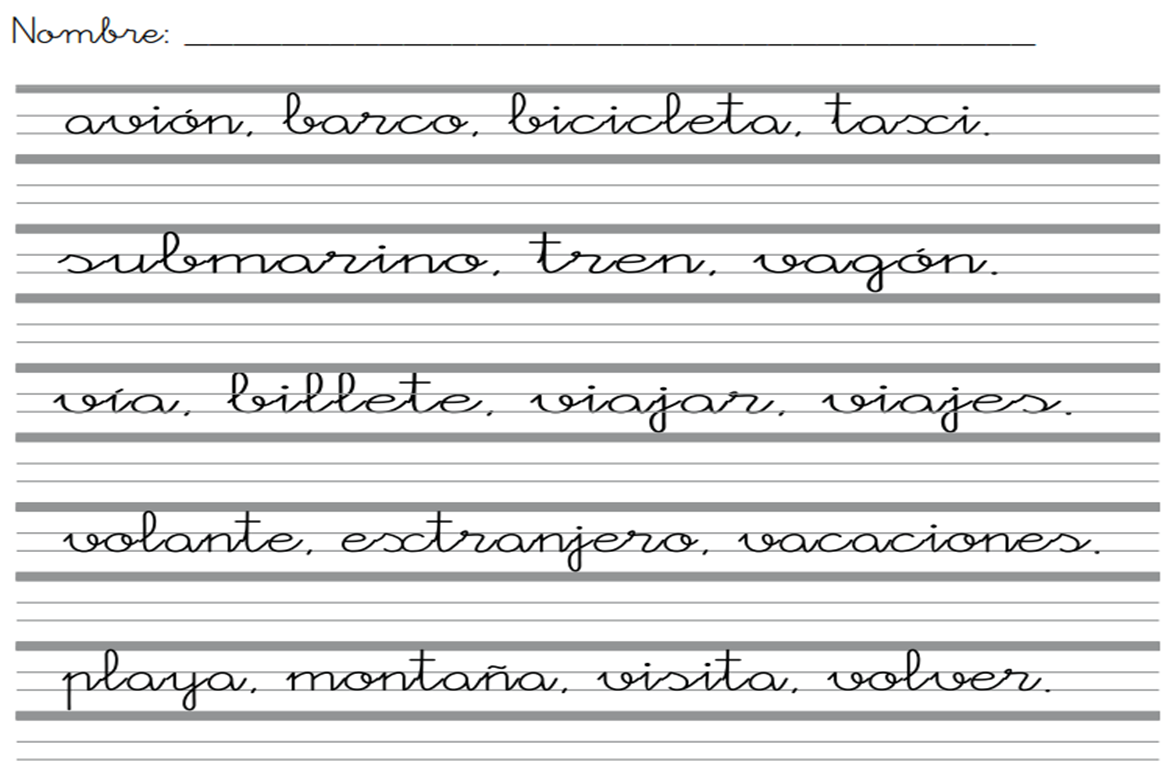 Nombre: ___________________________________
avión, barco, bicicleta, taxi.
submarino, tren, vagón.
vía, billete, viajar, viajes.
volante, extranjero, vacaciones.
playa, montaña, visita, volver.